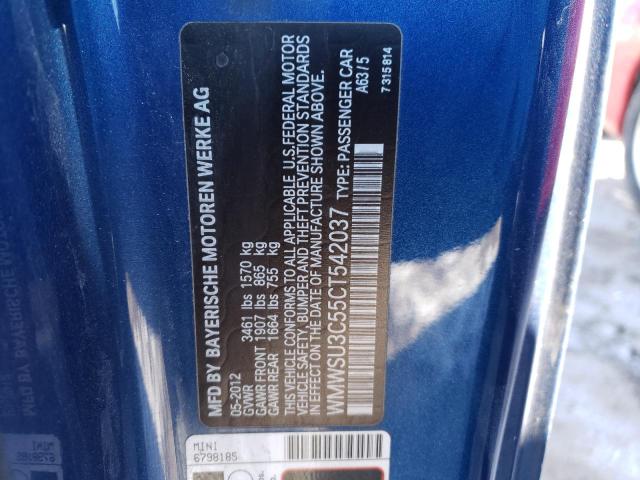 MFD BY BAYERISCHE MOTOREN WERKE AG
05-2012
GVWR 3461 lbs 1570 kg
GAWR FRONT 1907 lbs 865 kg
GAWR REAR 1664 lbs 755 kg
THIS VEHICLE CONFORMS TO ALL APPLICABLE U.S.FEDERAL MOTOR
VEHICLE SAFETY, BUMPER AND THEFT PREVENTION STANDARDS
IN EFFECT ON THE DATE OF MANUFACTURE SHOWN ABOVE.
WMWSU3C55CT542037 TYPE: PASSENGER CAR
A63/5
7315814
MINI
6798185